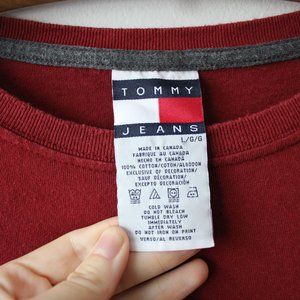 TOMMY
JEANS
L/G/G
MADE IN CANADA
FABRIQUE AU CANADA
HECHO EN CANADA
100% COTTON/COTON/ALGODON
EXCLUSIVE OF DECORATION/
SAUF DÉCORATION/
EXCEPTO DECORACIÓN
COLD WASH
DO NOT BLEACH
TUMBLE DRY LOW
IMMEDIATELY
AFTER WASH
DO NOT IRON ON PRINT
VERSO/AL REVERSO